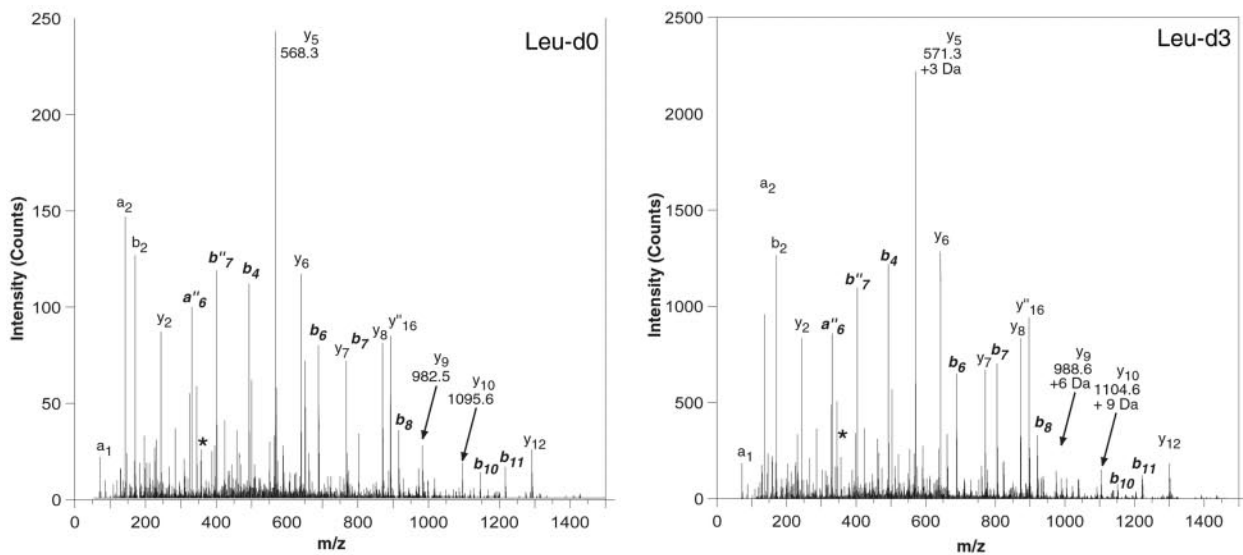 Leu-d0
Intensity (Counts)
250
200
150
100
50
0
0 200 400 600 800 1000 1200 1400
m/z
y5
568.3
a2
b2
b"7
b4
y6
a"6
y2
b6
y7
b7
y8
y"16
y9
982.5
y10
1095.6
b8
a1
*
b10
b11
y12
Leu-d3
Intensity (Counts)
2500
2000
1500
1000
500
0
0 200 400 600 800 1000 1200 1400
m/z
y5
571.3
+3 Da
a2
b2
b"7
b4
y6
a"6
y2
b6
y7
b7
y8
y"16
y9
988.6
+6 Da
y10
1104.6
+ 9 Da
b8
a1
*
b10
b11
y12